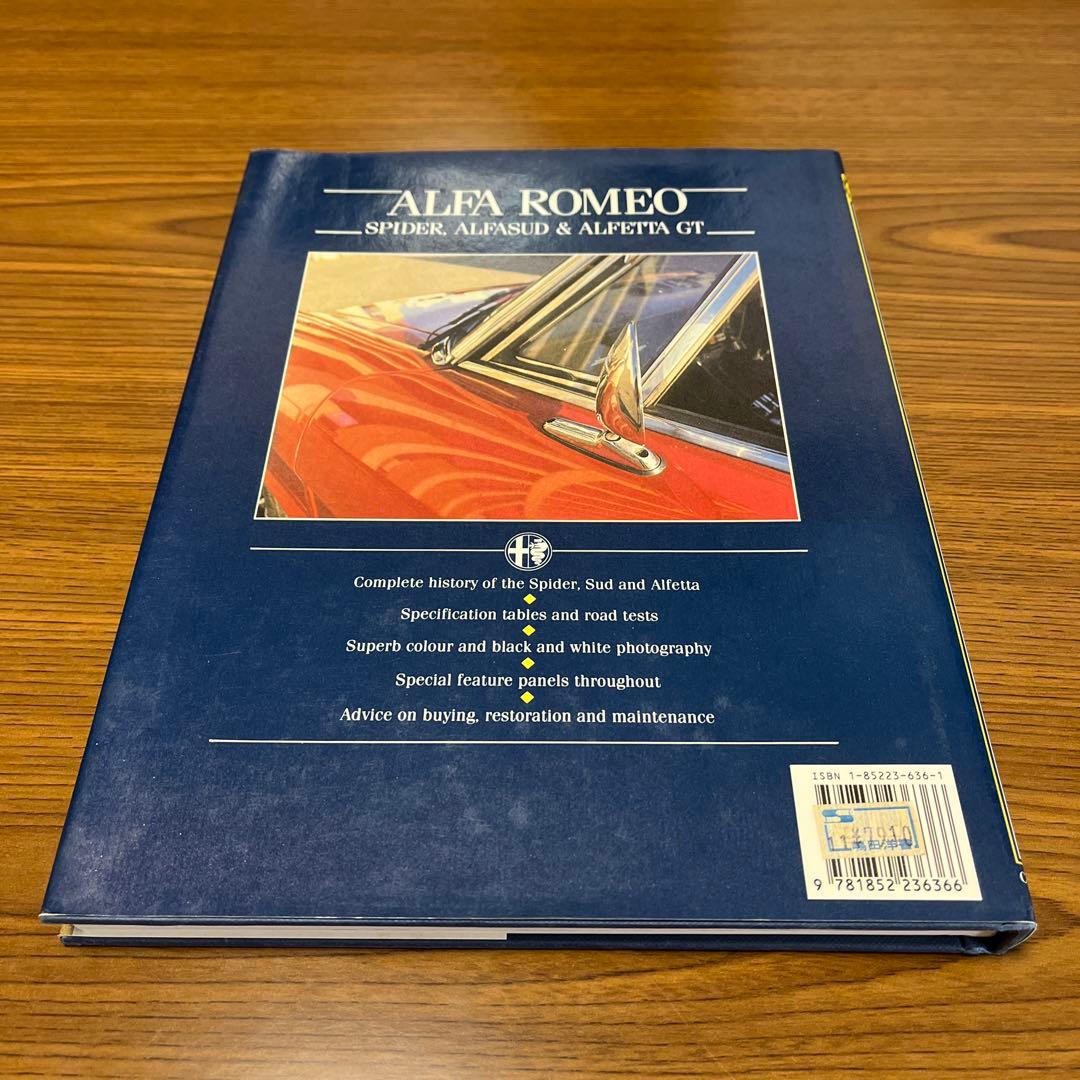 ALFA ROMEO
SPIDER, ALFASUD & ALFETTA GT
Complete history of the Spider, Sud and Alfetta
Specification tables and road tests
Superb colour and black and white photography
Special feature panels throughout
Advice on buying, restoration and maintenance
ISBN 1-85223-636-1
¥7910
9 781852 236366